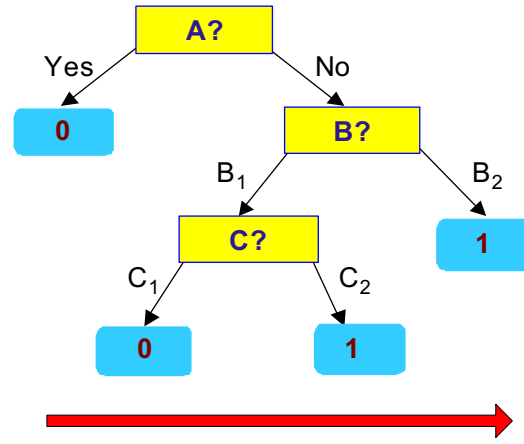 A?
Yes
No
0
B?
B₁
B₂
C?
1
C₁
C₂
0
1